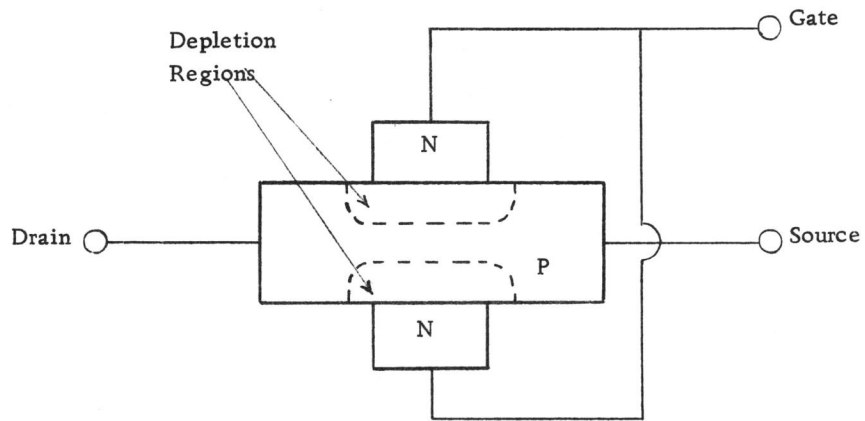 Gate
Depletion
Regions
N
Drain
Source
P
N